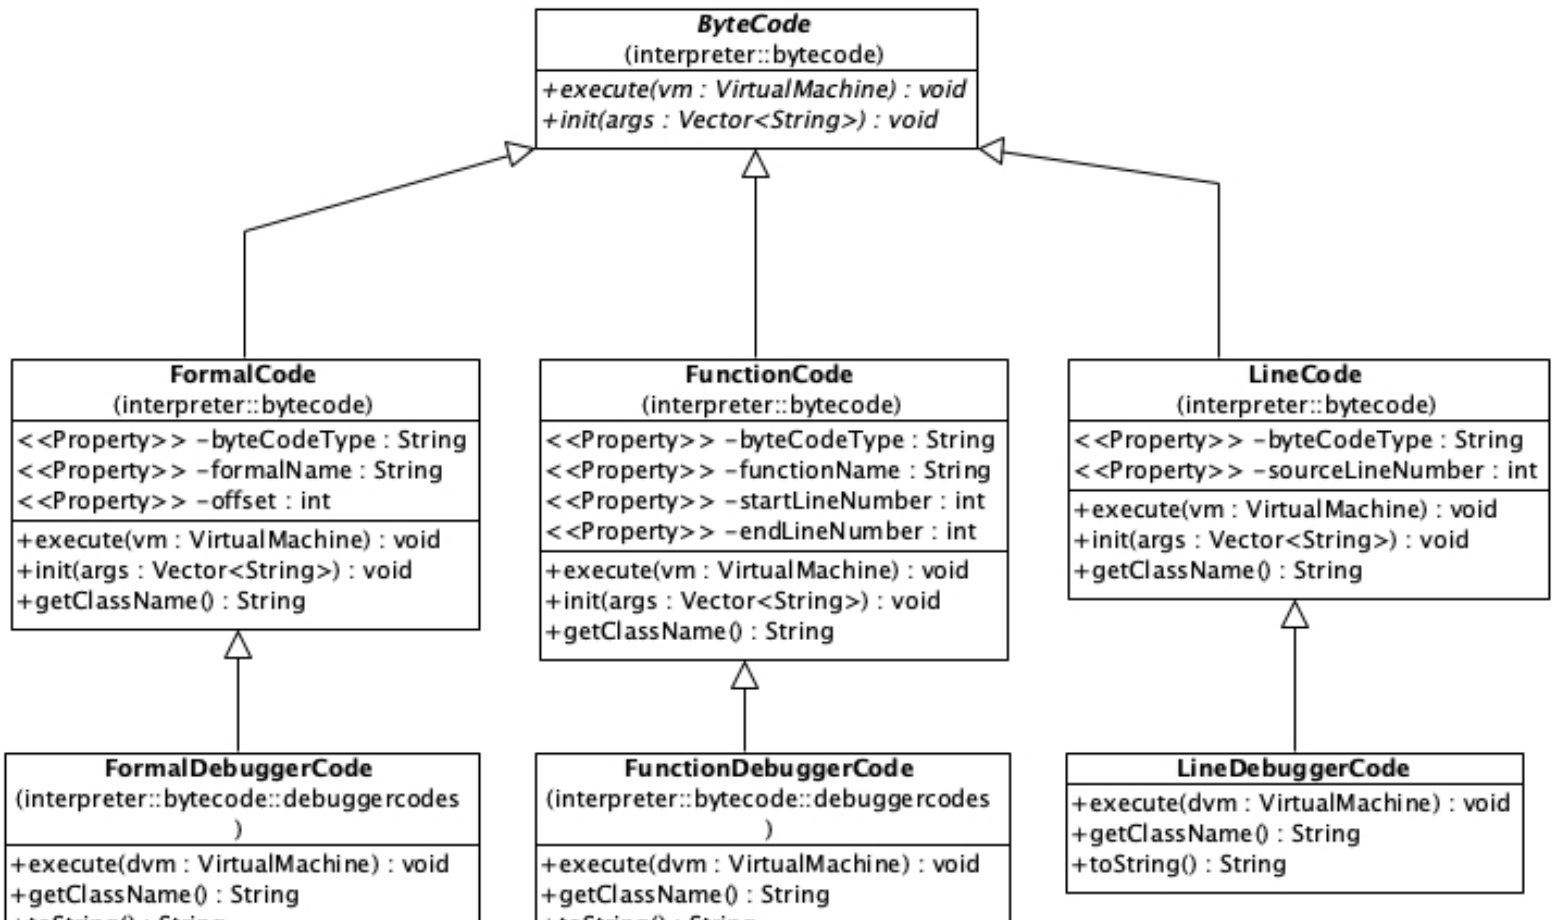 ByteCode
(interpreter::bytecode)
+execute(vm : VirtualMachine) : void
+init(args : Vector<String>) : void
FormalCode
(interpreter::bytecode)
<<Property>> -byteCodeType : String
<<Property>> -formalName : String
<<Property>> -offset : int
+execute(vm : VirtualMachine) : void
+init(args : Vector<String>) : void
+getClassName() : String
FunctionCode
(interpreter::bytecode)
<<Property>> -byteCodeType : String
<<Property>> -functionName : String
<<Property>> -startLineNumber : int
<<Property>> -endLineNumber : int
+execute(vm : VirtualMachine) : void
+init(args : Vector<String>) : void
+getClassName() : String
LineCode
(interpreter::bytecode)
<<Property>> -byteCodeType : String
<<Property>> -sourceLineNumber : int
+execute(vm : VirtualMachine) : void
+init(args : Vector<String>) : void
+getClassName() : String
FormalDebuggerCode
(interpreter::bytecode::debuggercodes
)
+execute(dvm : VirtualMachine) : void
+getClassName() : String
+toString() : String
FunctionDebuggerCode
(interpreter::bytecode::debuggercodes
)
+execute(dvm : VirtualMachine) : void
+getClassName() : String
+toString() : String
LineDebuggerCode
+execute(dvm : VirtualMachine) : void
+getClassName() : String
+toString() : String